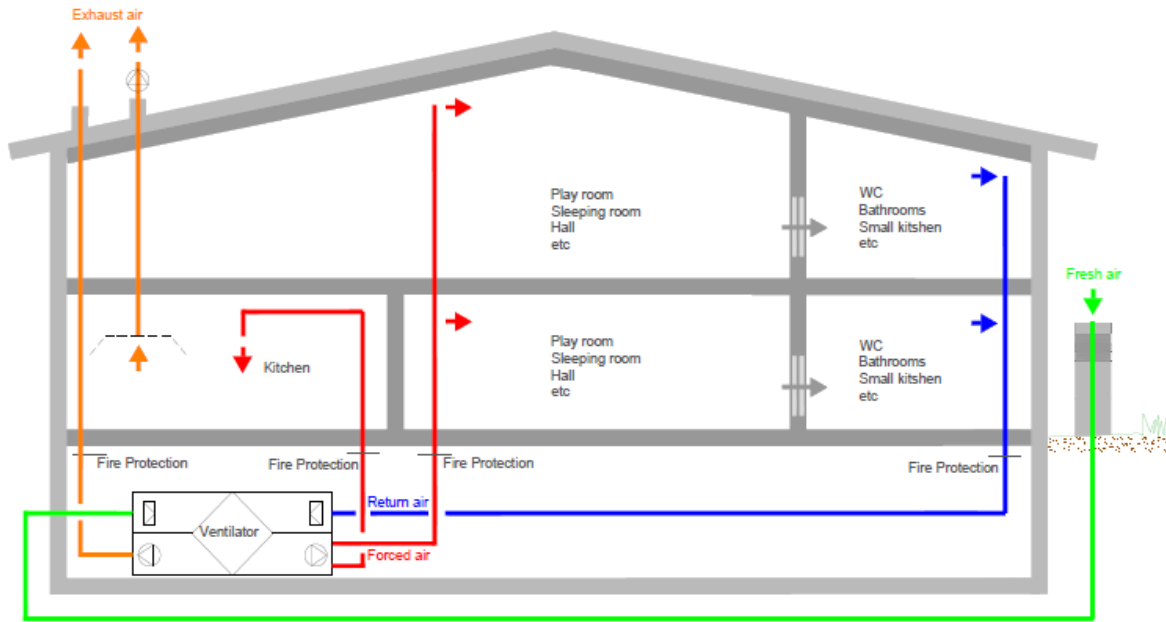 Exhaust air
Play room
Sleeping room
Hall
etc
WC
Bathrooms
Small kitshen
etc
Fresh air
Kitchen
Play room
Sleeping room
Hall
etc
WC
Bathrooms
Small kitshen
etc
Fire Protection
Fire Protection
Fire Protection
Fire Protection
Return air
Ventilator
Forced air